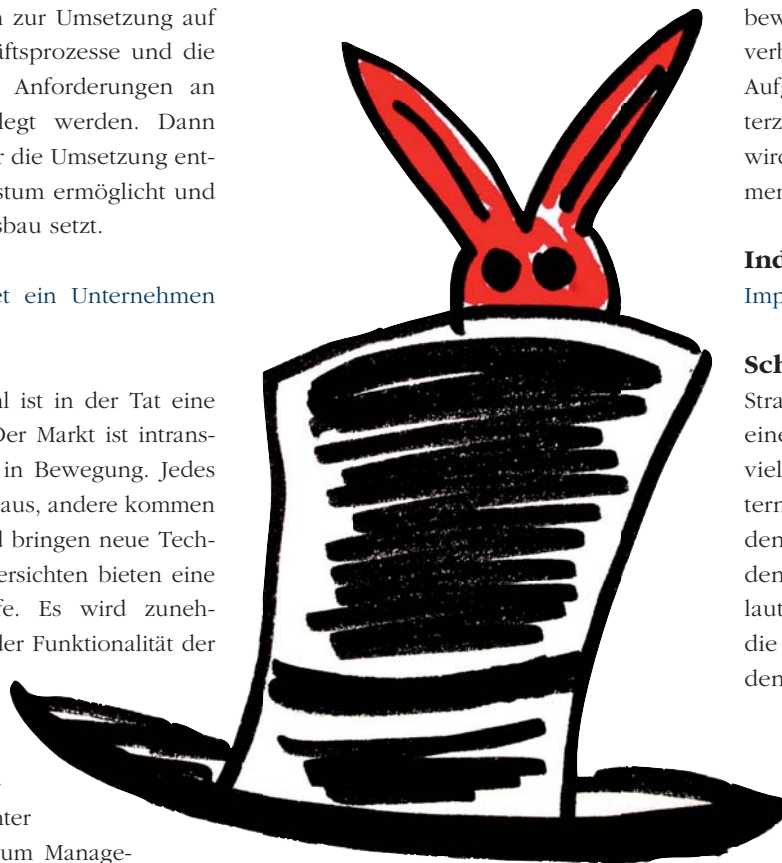 zur Umsetzung auf
äftsprozesse und die
Anforderungen an
legt werden. Dann
r die Umsetzung ent-
stum ermöglicht und
sbau setzt.
et ein Unternehmen
l ist in der Tat eine
Der Markt ist intrans-
in Bewegung. Jedes
aus, andere kommen
d bringen neue Tech-
ersichten bieten eine
fe. Es wird zuneh-
der Funktionalität der
nter
um Manage-
bew
verb
Aufg
terz
wird
men
Ind
Imp
Sch
Stra
eine
viel
tern
den
den
laut
die
den